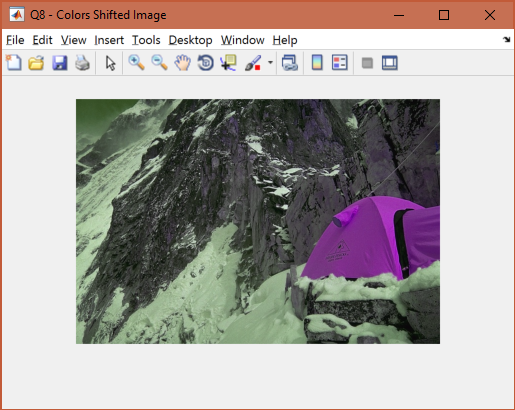 Q8 - Colors Shifted Image
File Edit View Insert Tools Desktop Window Help